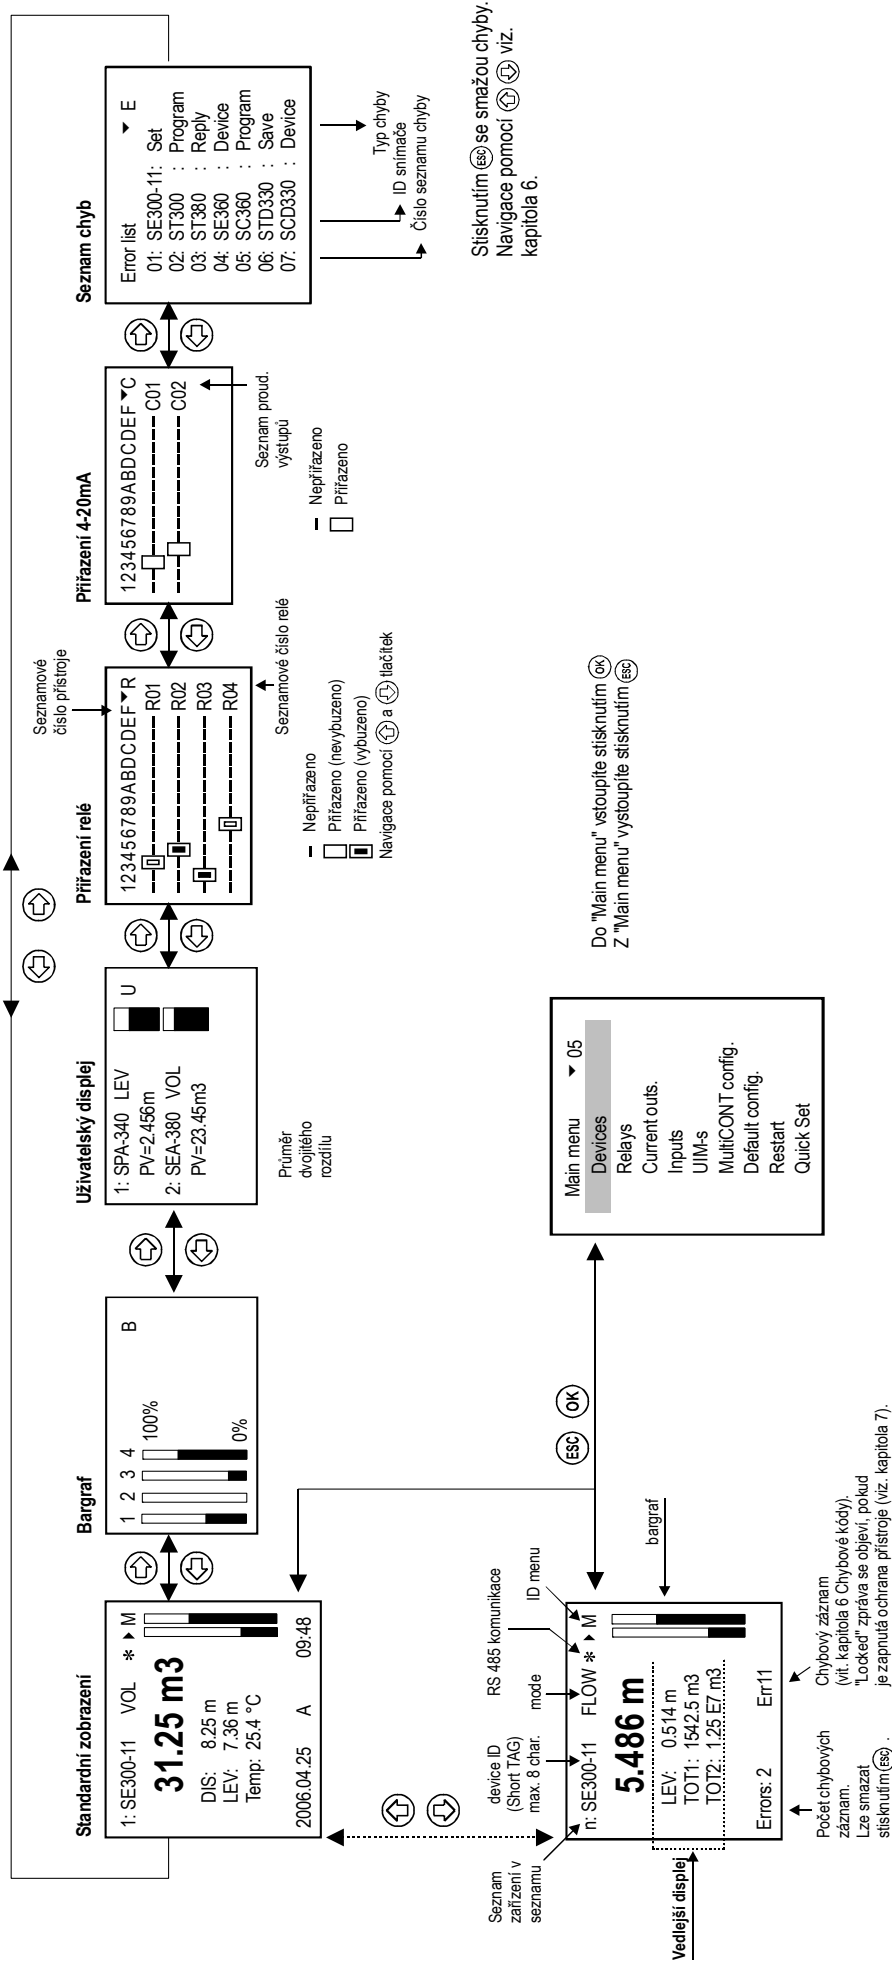 Standardní zobrazení
1: SE300-11 VOL * M
31.25 m3
DIS: 8.25 m
LEV: 7.36 m
Temp: 25.4 °C
2006.04.25 A 09:48
Bargraf
1 2 3 4 B
100%
0%
Uživatelský displej
1: SPA-340 LEV U
PV=2.456m
2: SEA-380 VOL
PV=23.45m3
Průměr
dvojitého
rozdílu
Přiřazení relé
Seznamové
číslo přístroje
123456789ABDCDEF R
R01
R02
R03
R04
Seznamové číslo relé
Nepřiřazeno
Přiřazeno (nevybuzeno)
Přiřazeno (vybuzeno)
Navigace pomocí a tlačítek
Přiřazení 4-20mA
123456789ABDCDEF C
C01
C02
Seznam proud.
výstupů
Nepřiřazeno
Přiřazeno
Seznam chyb
Error list E
01: SE300-11: Set
02: ST300 : Program
03: ST380 : Reply
04: SE360 : Device
05: SC360 : Program
06: STD330 : Save
07: SCD330 : Device
Typ chyby
ID snímače
Číslo seznamu chyby
Stisknutím ESC se smažou chyby.
Navigace pomocí viz.
kapitola 6.
Seznam
zařízení v
seznamu
device ID
(Short TAG)
max. 8 char.
mode
RS 485 komunikace
ID menu
n: SE300-11 FLOW * M
5.486 m
LEV: 0.514 m
TOT1: 1542.5 m3
TOT2: 1.25 E7 m3
Errors: 2 Err11
Vedlejší displej
bargraf
Počet chybových
záznam.
Lze smazat
stisknutím ESC .
Chybový záznam
(vit. kapitola 6 Chybové kódy).
"Locked" zpráva se objeví, pokud
je zapnutá ochrana přístroje (viz. kapitola 7).
ESC OK
Main menu 05
Devices
Relays
Current outs.
Inputs
UIM-s
MultiCONT config.
Default config.
Restart
Quick Set
Do "Main menu" vstoupíte stisknutím OK
Z "Main menu" vystoupíte stisknutím ESC